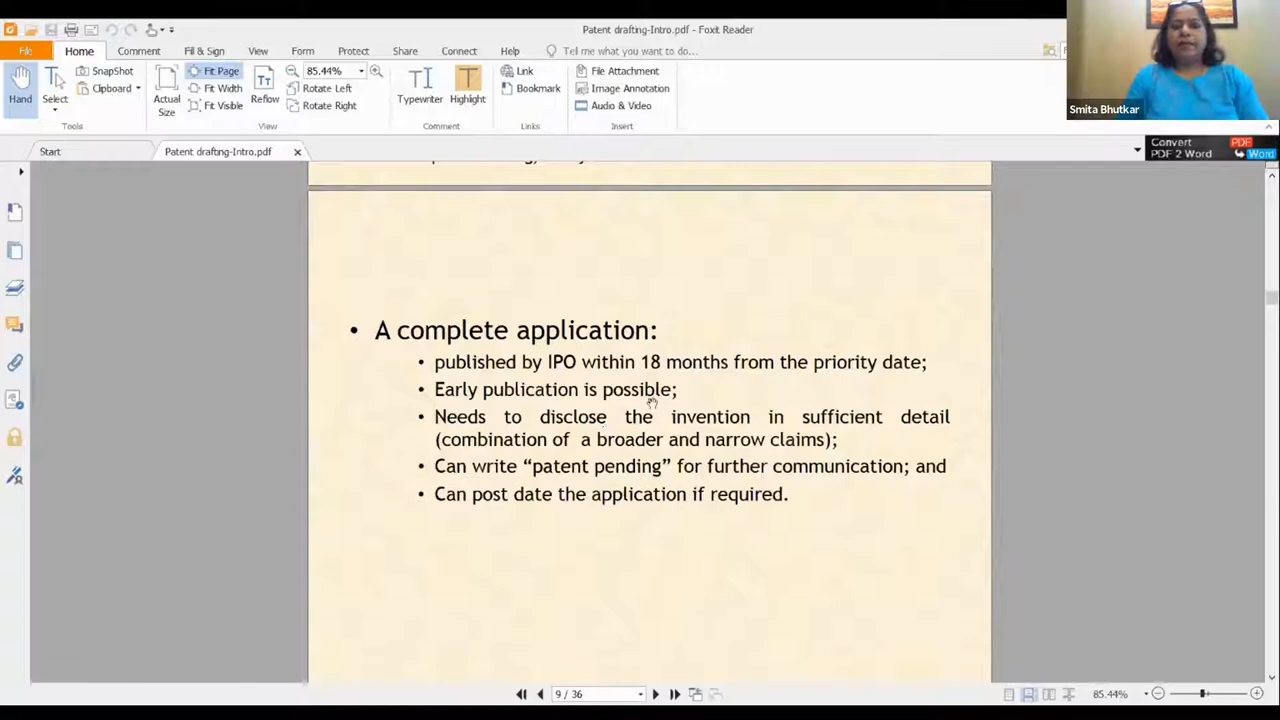 Patent drafting-Intro.pdf - Foxit Reader
File Home Comment Fill & Sign View Form Protect Share Connect Help Tell me what you want to do...
Smita Bhutkar
Hand
Select
SnapShot
Clipboard
Tools
Actual Size
Fit Page
Fit Width
Fit Visible
Reflow
85.44%
Rotate Left
Rotate Right
View
Typewriter
Highlight
Comment
Link
Bookmark
Links
File Attachment
Image Annotation
Audio & Video
Insert
Start
Patent drafting-Intro.pdf
Convert PDF
PDF 2 Word Word
• A complete application:
• published by IPO within 18 months from the priority date;
• Early publication is possible;
• Needs to disclose the invention in sufficient detail
(combination of a broader and narrow claims);
• Can write “patent pending” for further communication; and
• Can post date the application if required.
9 / 36
85.44%